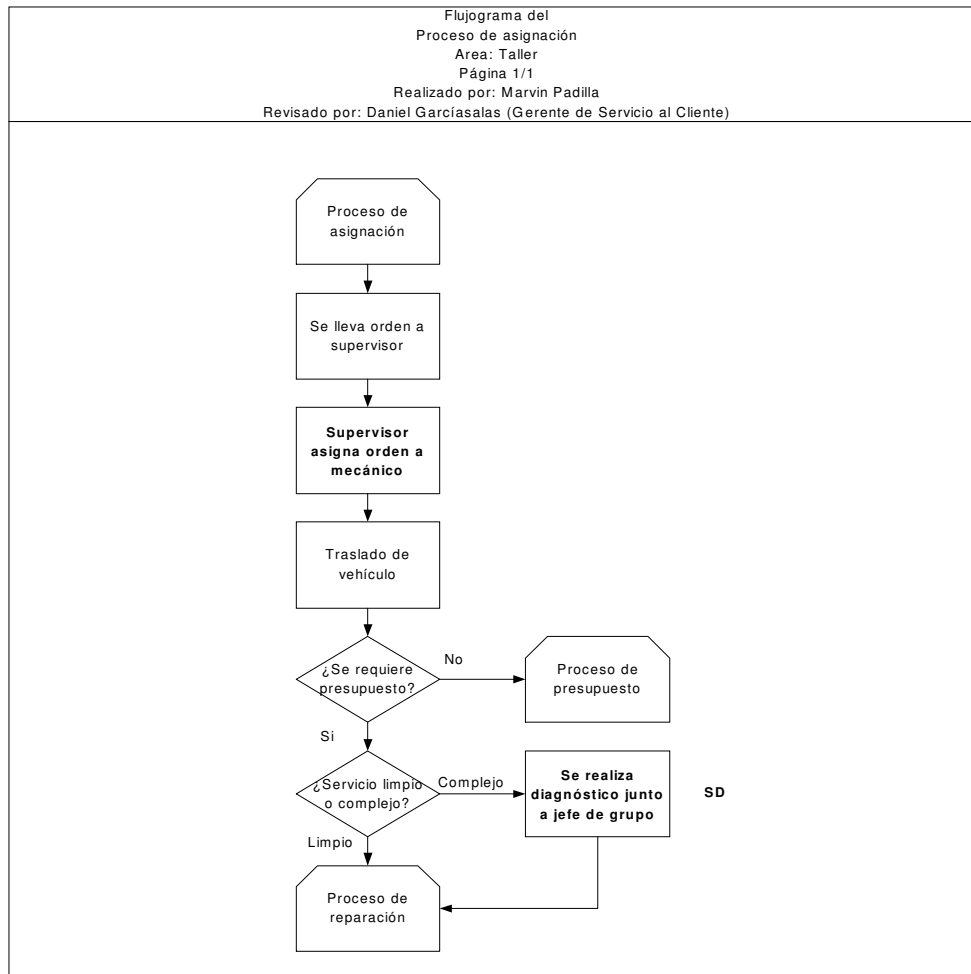 Flujograma del
Proceso de asignación
Area: Taller
Página 1/1
Realizado por: Marvin Padilla
Revisado por: Daniel Garcíasalas (Gerente de Servicio al Cliente)
Proceso de
asignación
Se lleva orden a
supervisor
Supervisor
asigna orden a
mecánico
Traslado de
vehículo
¿Se requiere
presupuesto?
No
Proceso de
presupuesto
Si
¿Servicio limpio
o complejo?
Complejo
Se realiza
diagnóstico junto
a jefe de grupo
SD
Limpio
Proceso de
reparación